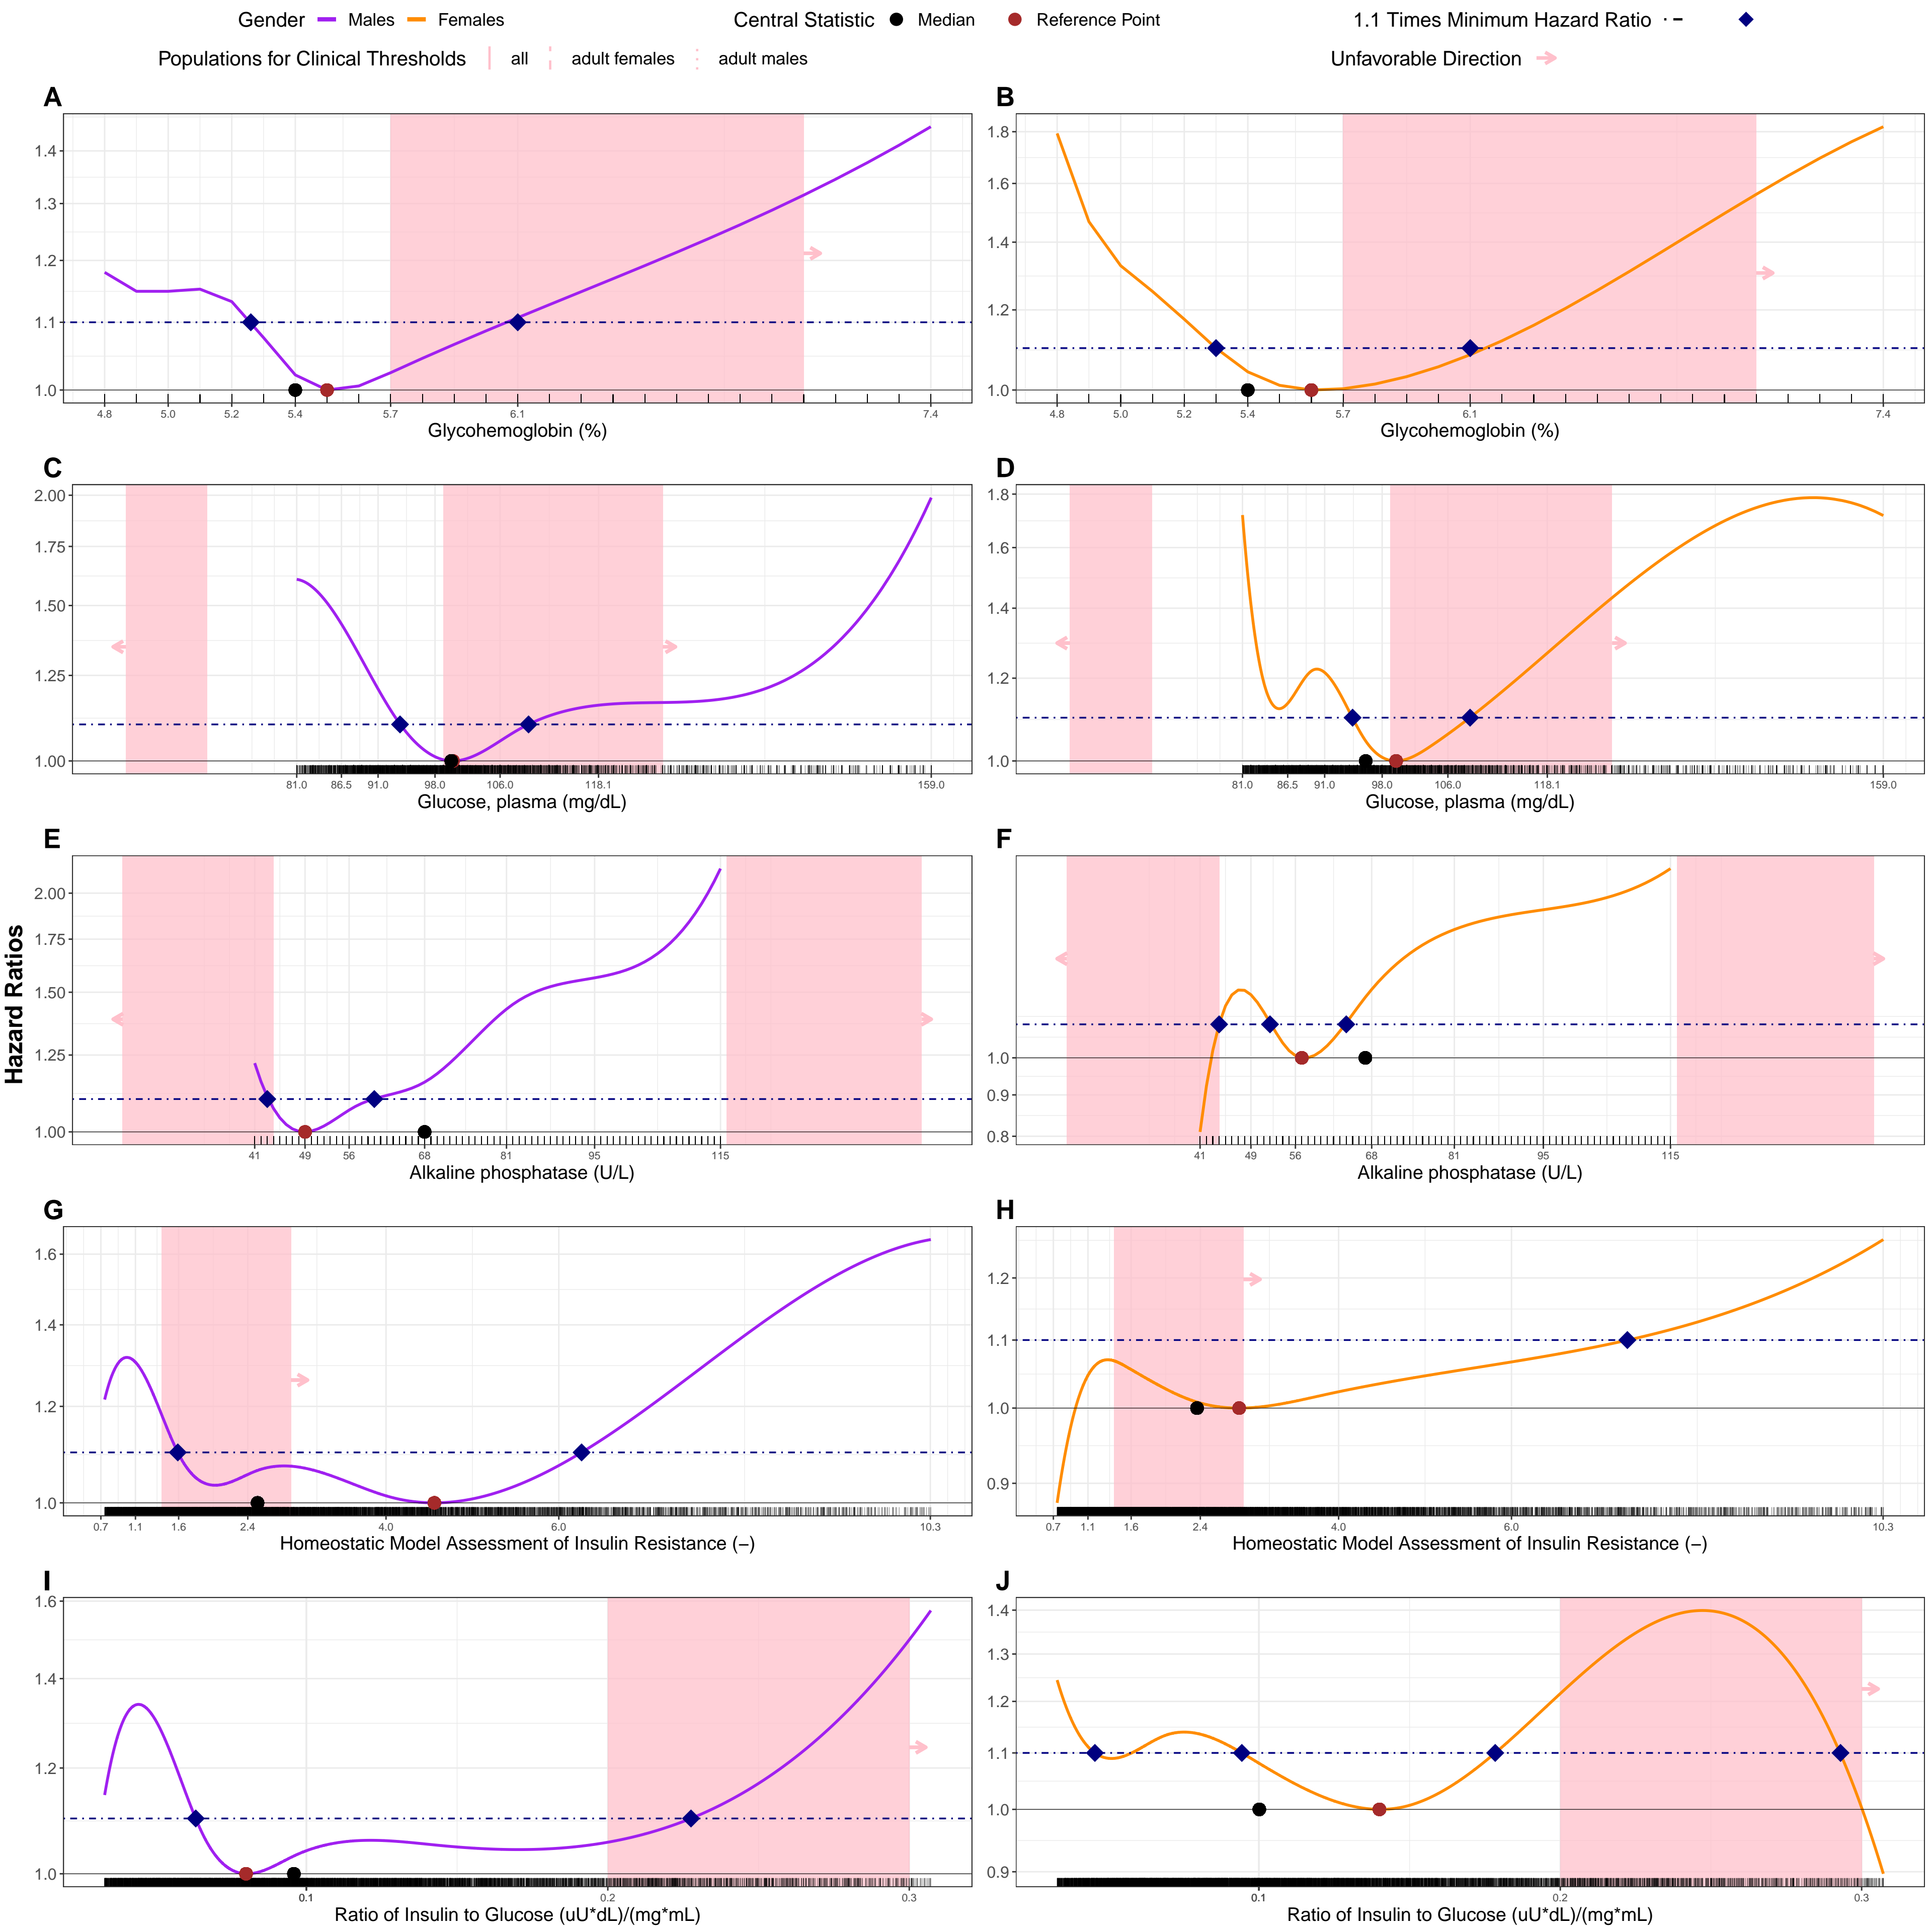 Gender Males Females Central Statistic Median Reference Point 1.1 Times Minimum Hazard Ratio
Populations for Clinical Thresholds all adult females adult males Unfavorable Direction
Hazard Ratios
A
1.4
1.3
1.2
1.1
1.0
4.8 5.0 5.2 5.4 5.7 6.1 7.4
Glycohemoglobin (%)
B
1.8
1.6
1.4
1.2
1.0
4.8 5.0 5.2 5.4 5.7 6.1 7.4
Glycohemoglobin (%)
C
2.00
1.75
1.50
1.25
1.00
81.0 86.5 91.0 98.0 106.0 118.1 159.0
Glucose, plasma (mg/dL)
D
1.8
1.6
1.4
1.2
1.0
81.0 86.5 91.0 98.0 106.0 118.1 159.0
Glucose, plasma (mg/dL)
E
2.00
1.75
1.50
1.25
1.00
41 49 56 68 81 95 115
Alkaline phosphatase (U/L)
F
1.0
0.9
0.8
41 49 56 68 81 95 115
Alkaline phosphatase (U/L)
G
1.6
1.4
1.2
1.0
0.7 1.1 1.6 2.4 4.0 6.0 10.3
Homeostatic Model Assessment of Insulin Resistance (−)
H
1.2
1.1
1.0
0.9
0.7 1.1 1.6 2.4 4.0 6.0 10.3
Homeostatic Model Assessment of Insulin Resistance (−)
I
1.6
1.4
1.2
1.0
0.1 0.2 0.3
Ratio of Insulin to Glucose (uU*dL)/(mg*mL)
J
1.4
1.3
1.2
1.1
1.0
0.9
0.1 0.2 0.3
Ratio of Insulin to Glucose (uU*dL)/(mg*mL)